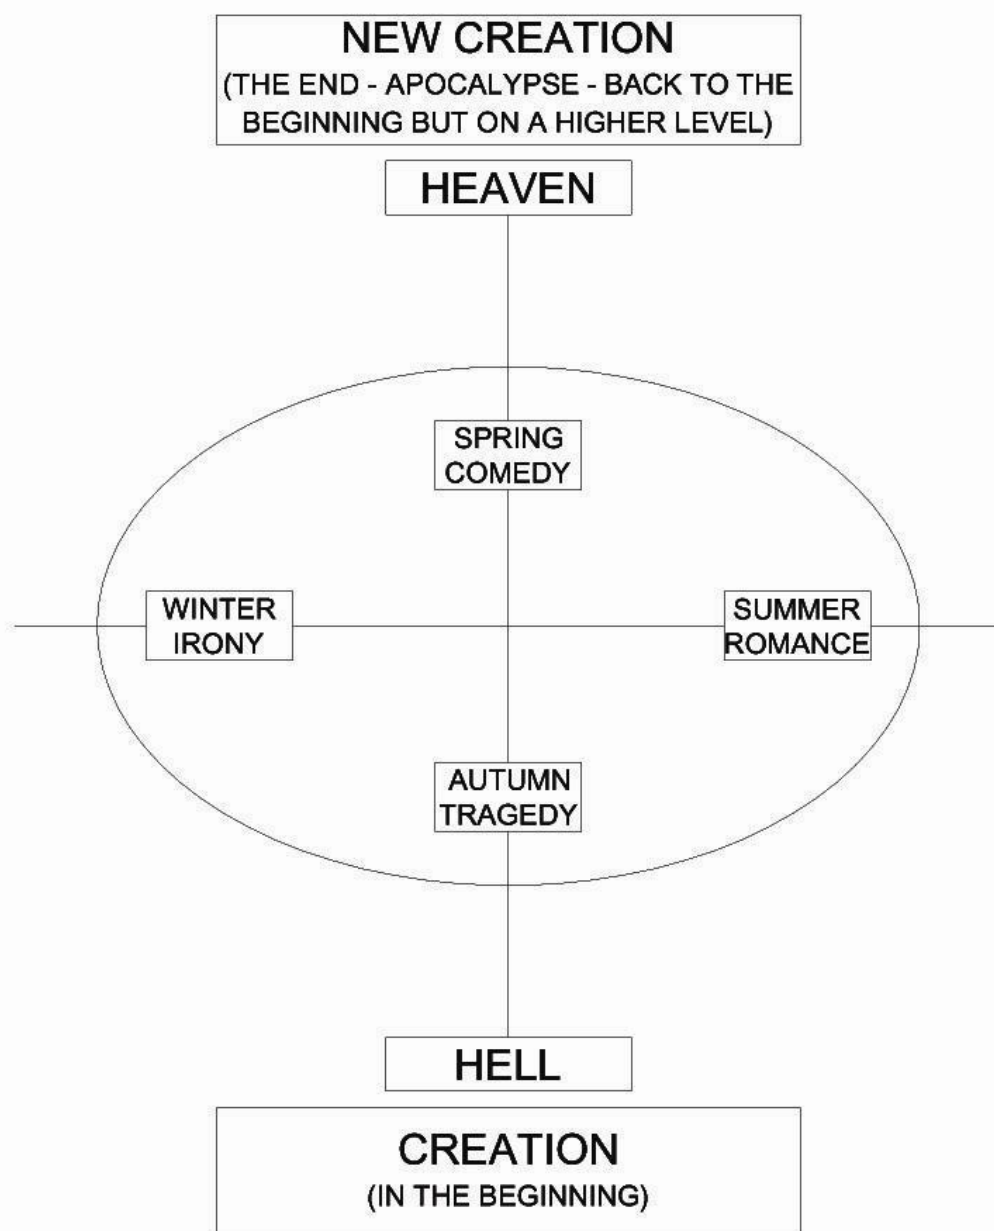 NEW CREATION
(THE END - APOCALYPSE - BACK TO THE
BEGINNING BUT ON A HIGHER LEVEL)
HEAVEN
SPRING
COMEDY
WINTER
IRONY
SUMMER
ROMANCE
AUTUMN
TRAGEDY
HELL
CREATION
(IN THE BEGINNING)